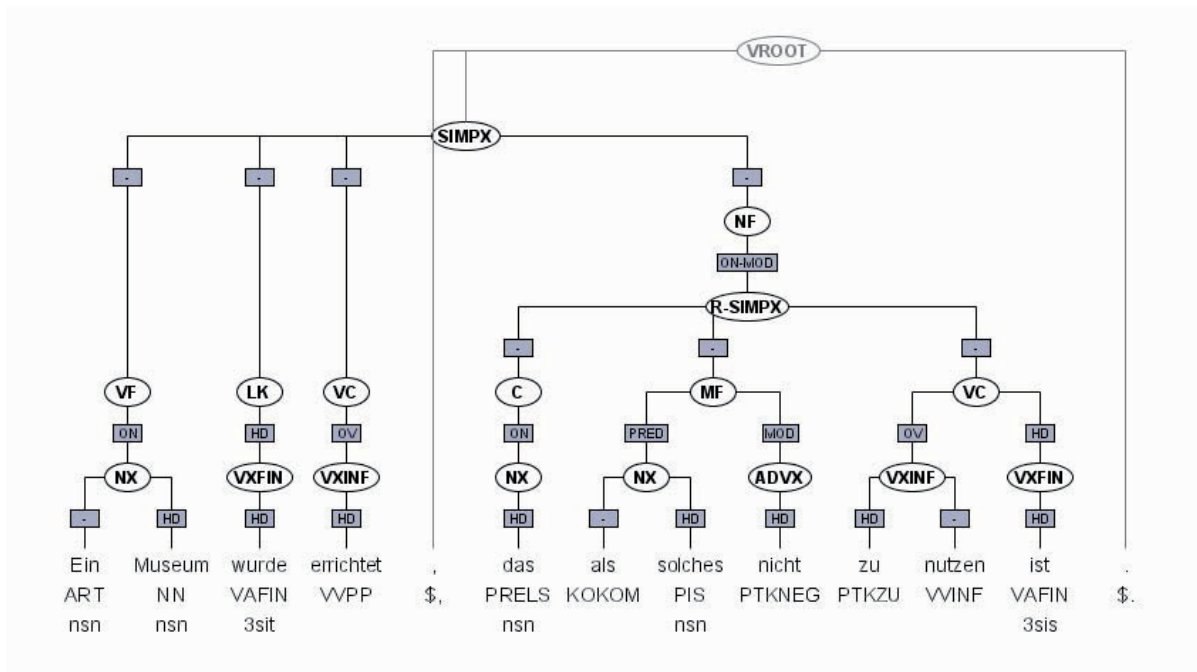 VROOT
SIMPX
- - - -
NF
ON-MOD
R-SIMPX
- - -
VF LK VC C MF VC
ON HD OV ON PRED MOD OV HD
NX VXFIN VXINF NX NX ADVX VXINF VXFIN
- HD HD HD HD - HD HD HD - HD
Ein Museum wurde errichtet , das als solches nicht zu nutzen ist .
ART NN VAFIN VVPP $, PRELS KOKOM PIS PTKNEG PTKZU VVINF VAFIN $.
nsn nsn 3sit nsn nsn 3sis